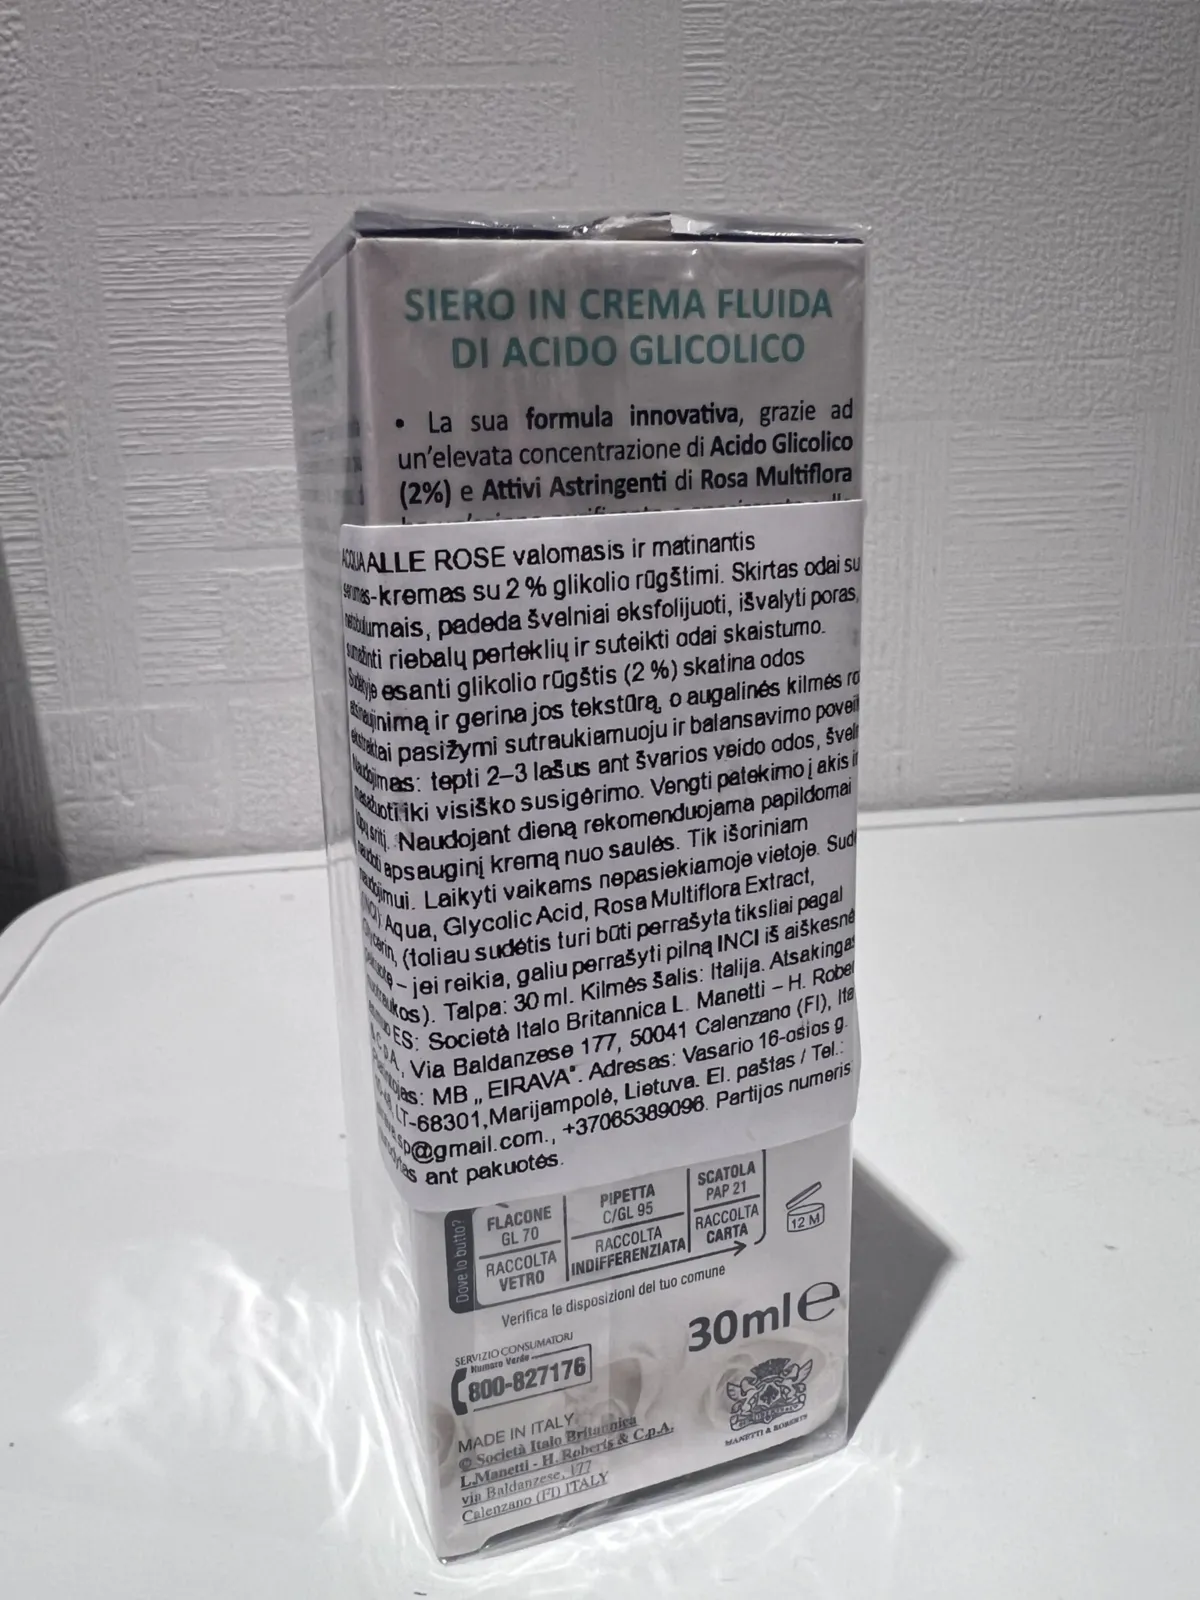 SIERO IN CREMA FLUIDA
DI ACIDO GLICOLICO
• La sua formula innovativa, grazie ad
un'elevata concentrazione di Acido Glicolico
(2%) e Attivi Astringenti di Rosa Multiflora
ACQUA ALLE ROSE valomasis ir matinantis
serumas-kremas su 2 % glikolio rūgštimi. Skirtas odai su
netobulumais, padeda švelniai eksfolijuoti, išvalyti poras,
sumažinti riebalų perteklių ir suteikti odai skaistumo.
Sudėtyje esanti glikolio rūgštis (2 %) skatina odos
atsinaujinimą ir gerina jos tekstūrą, o augalinės kilmės ro
ekstraktai pasižymi sutraukiamuoju ir balansavimo povei
Naudojimas: tepti 2–3 lašus ant švarios veido odos, švel
masažuoti iki visiško susigėrimo. Vengti patekimo į akis ir
lūpų sritį. Naudojant dieną rekomenduojama papildomai
naudoti apsauginį kremą nuo saulės. Tik išoriniam
naudojimui. Laikyti vaikams nepasiekiamoje vietoje. Sudė
(INCI) Aqua, Glycolic Acid, Rosa Multiflora Extract,
Glycerin, (toliau sudėtis turi būti perrašyta tiksliai pagal
pakuotę – jei reikia, galiu perrašyti pilną INCI iš aiškesnė
nuotraukos). Talpa: 30 ml. Kilmės šalis: Italija. Atsakingas
asmuo ES: Società Italo Britannica L. Manetti – H. Rober
& C.p.A., Via Baldanzese 177, 50041 Calenzano (FI), Ita
MB „EIRAVA". Adresas: Vasario 16-osios g.
LT-68301, Marijampolė, Lietuva. El. paštas / Tel.:
sp@gmail.com., +37065389096. Partijos numeris
nurodytas ant pakuotės.
Dove lo butto?
FLACONE
GL 70
RACCOLTA
VETRO
PIPETTA
C/GL 95
RACCOLTA
INDIFFERENZIATA
SCATOLA
PAP 21
RACCOLTA
CARTA
12 M
Verifica le disposizioni del tuo comune
30ml e
SERVIZIO CONSUMATORI
Numero Verde
800-827176
MADE IN ITALY
© Società Italo Britannica
L.Manetti - H.Roberts & C.p.A.
via Baldanzese, 177
Calenzano (FI) ITALY
MANETTI & ROBERTS